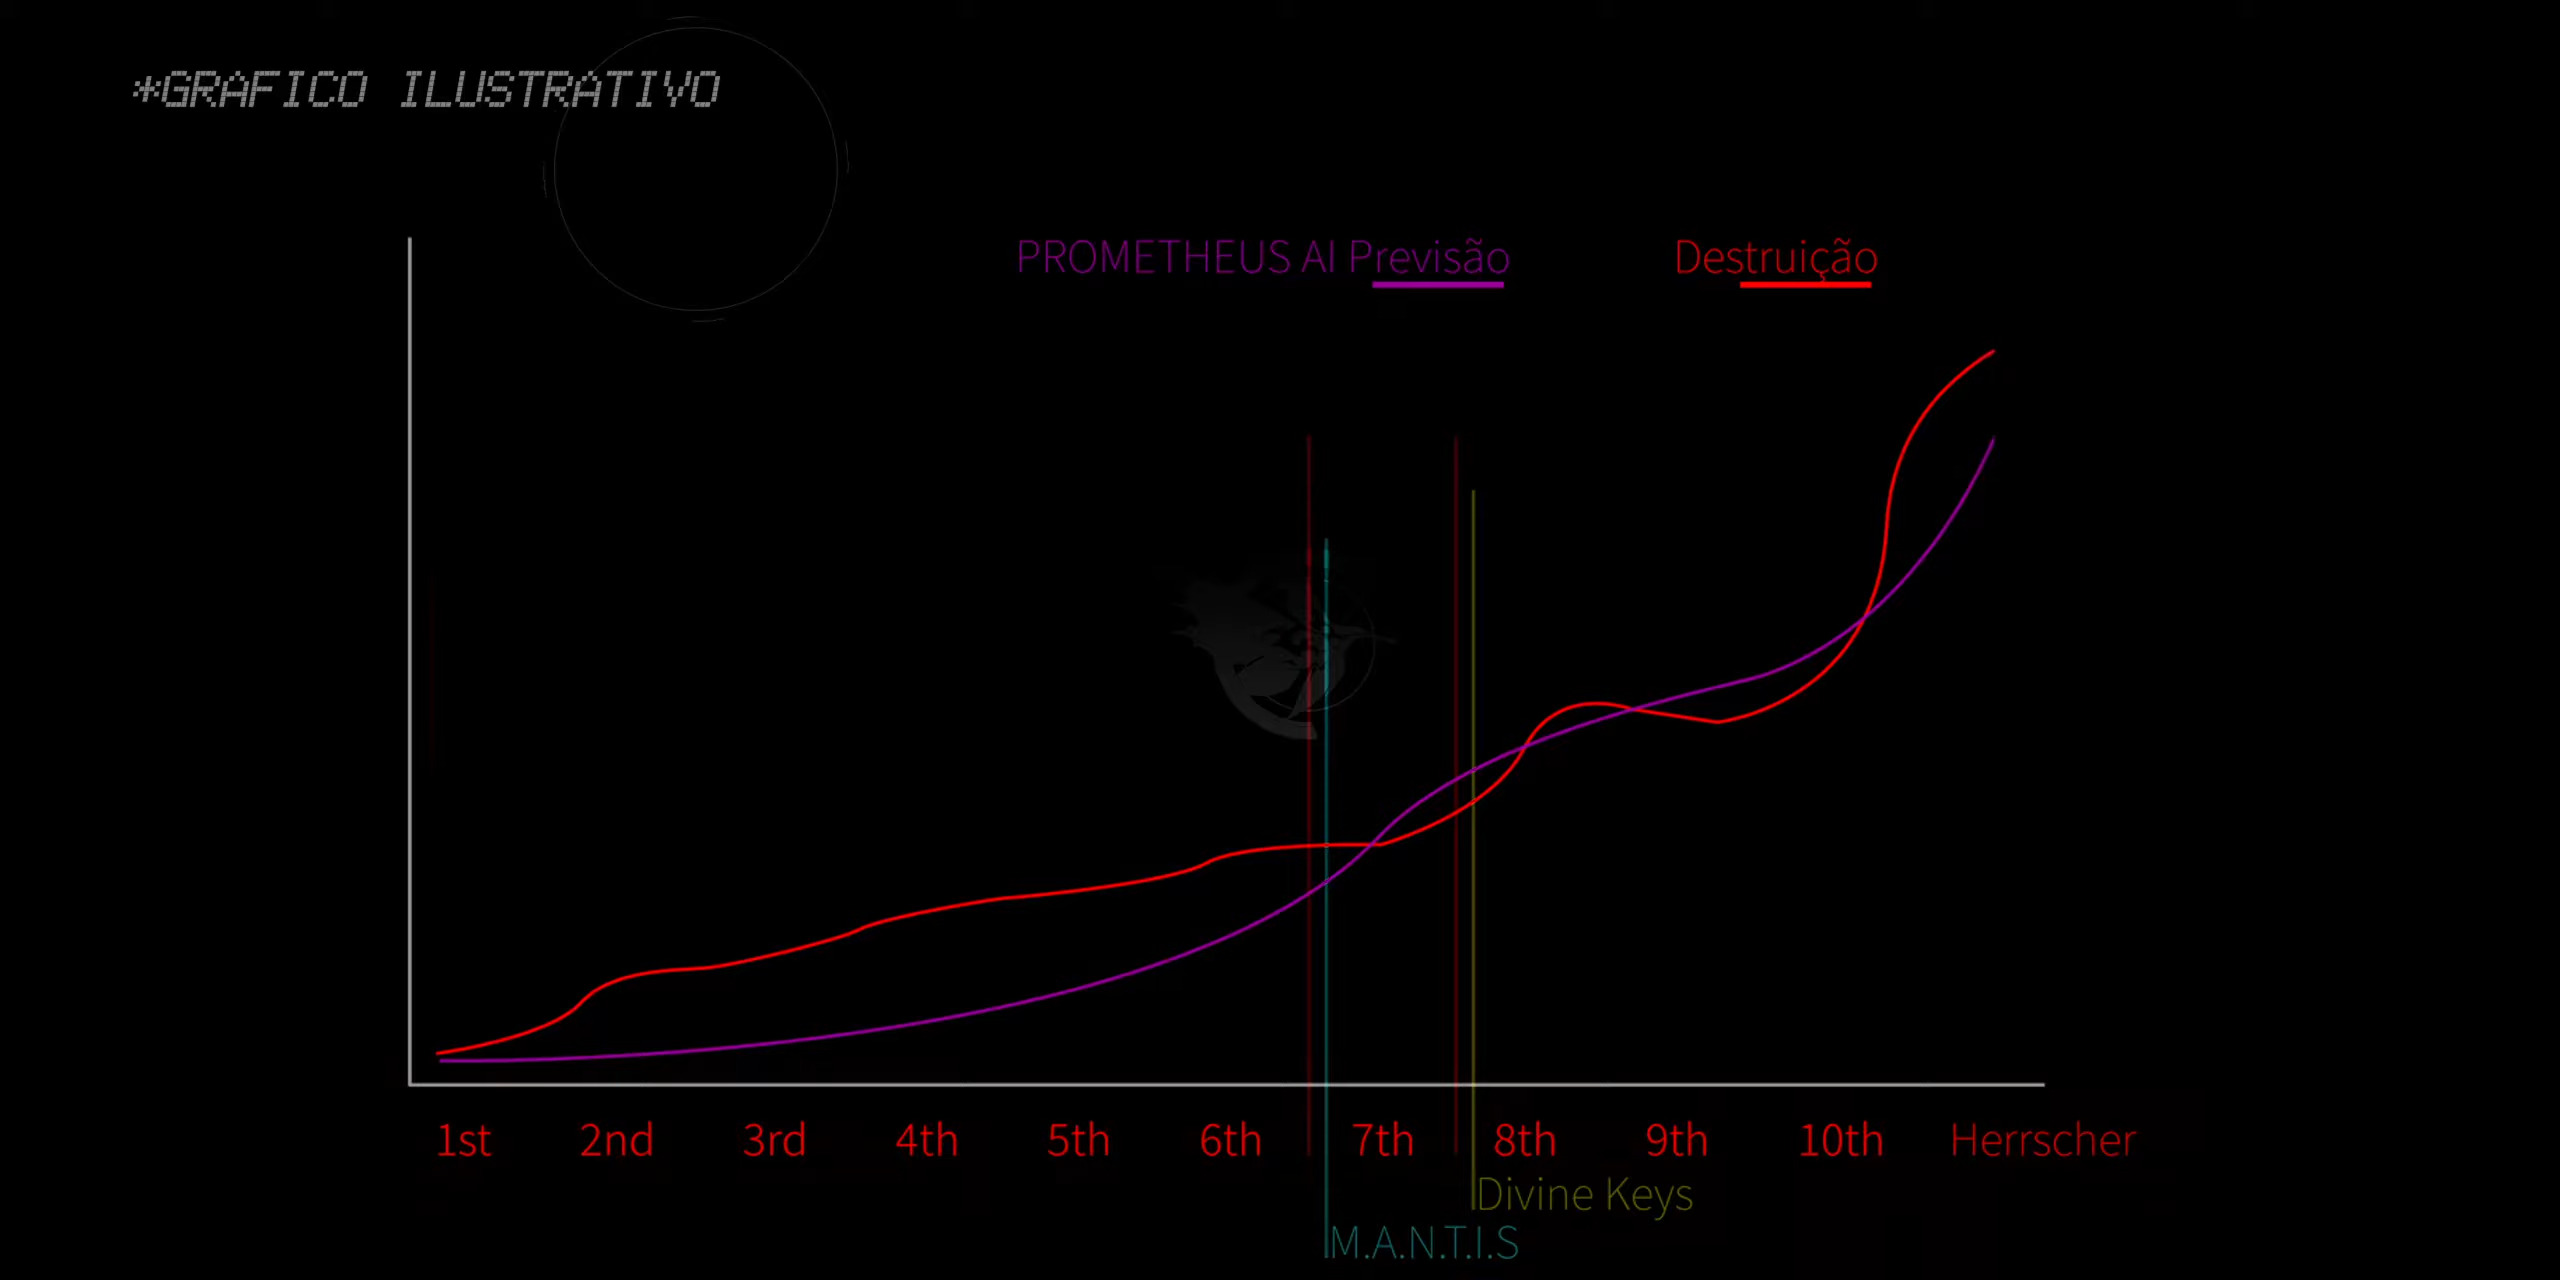 *GRAFICO ILUSTRATIVO
PROMETHEUS AI Previsão
Destruição
1st 2nd 3rd 4th 5th 6th 7th 8th 9th 10th Herrscher
Divine Keys
M.A.N.T.I.S